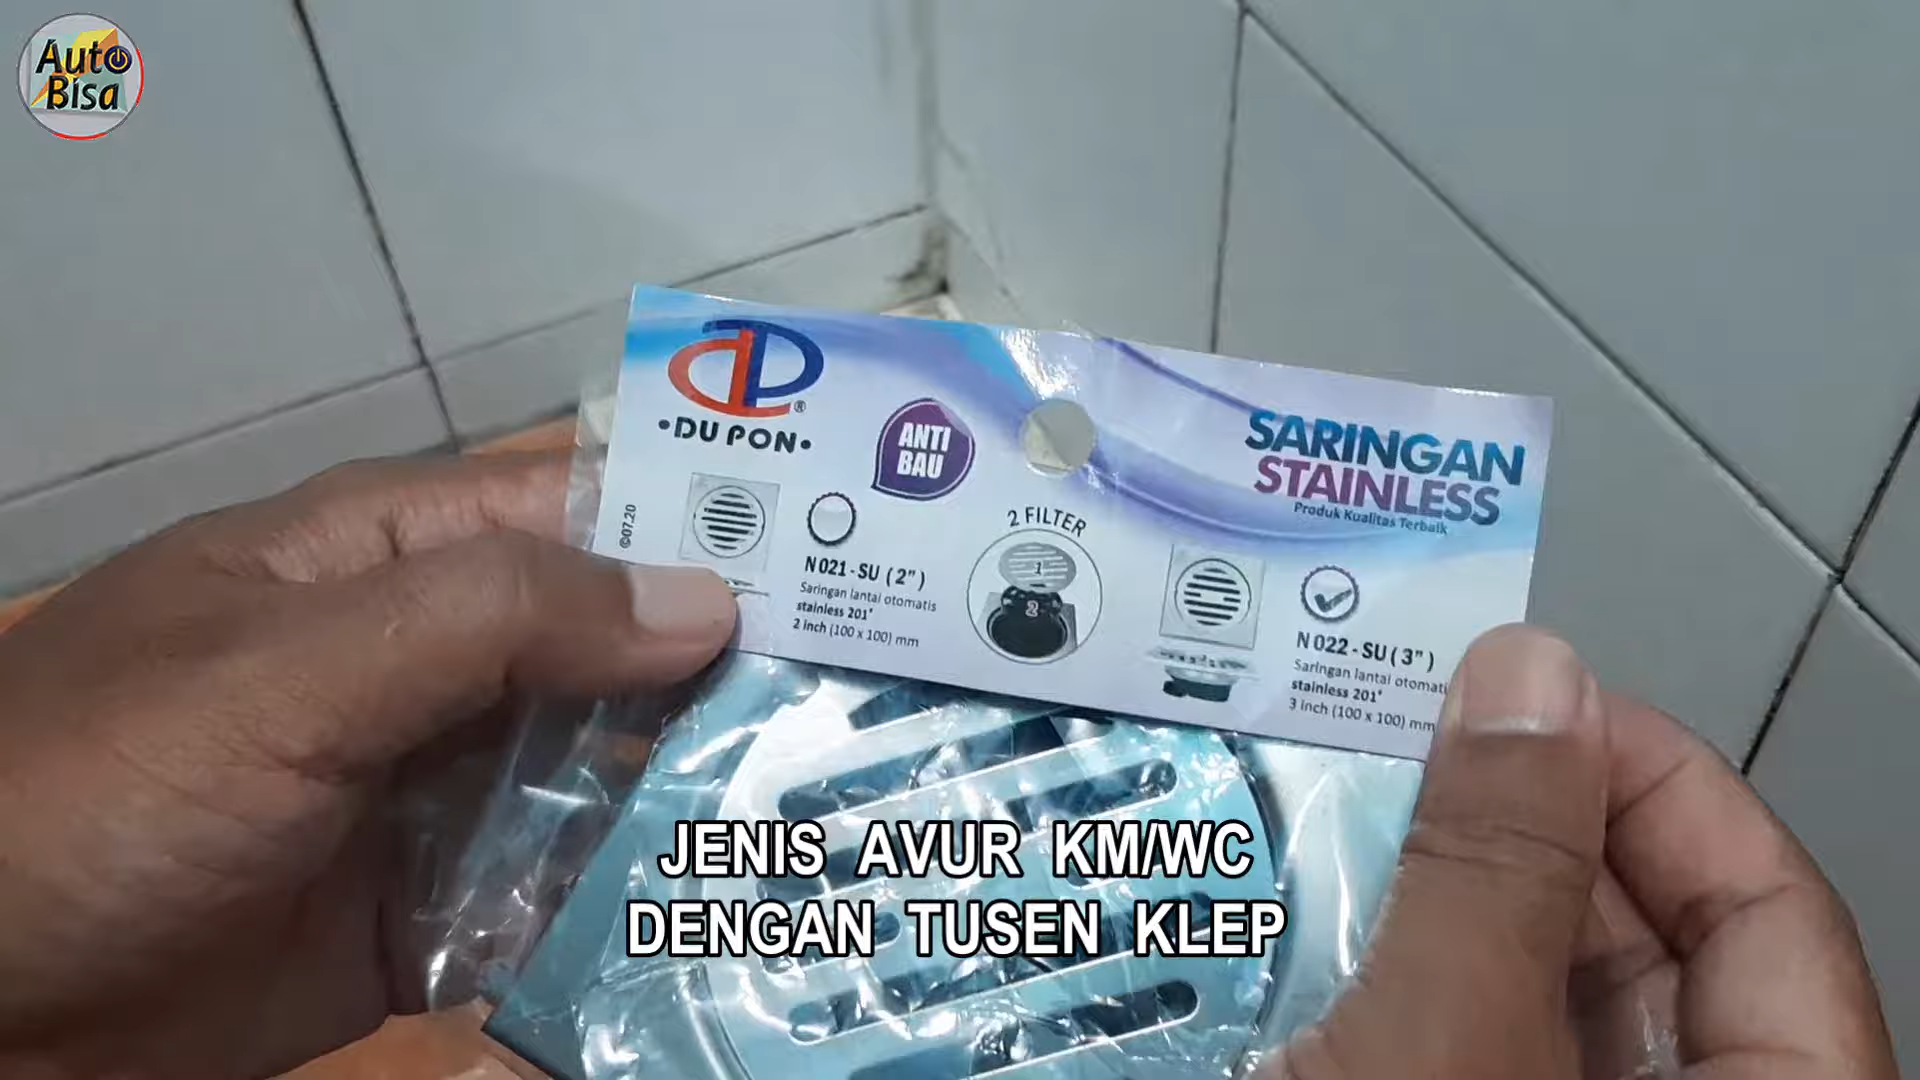 Auto
Bisa
DU PON
®
ANTI
BAU
SARINGAN
STAINLESS
Produk Kualitas Terbaik
©07.20
N 021 - SU ( 2" )
Saringan lantai otomatis
stainless 201*
2 inch (100 x 100) mm
2 FILTER
1
2
N 022 - SU ( 3" )
Saringan lantai otomati
stainless 201*
3 inch (100 x 100) mm
JENIS AVUR KM/WC
DENGAN TUSEN KLEP